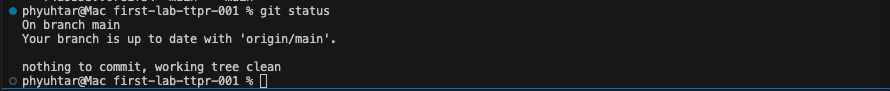 phyuhtar@Mac first-lab-ttpr-001 % git status
On branch main
Your branch is up to date with 'origin/main'.
nothing to commit, working tree clean
phyuhtar@Mac first-lab-ttpr-001 %